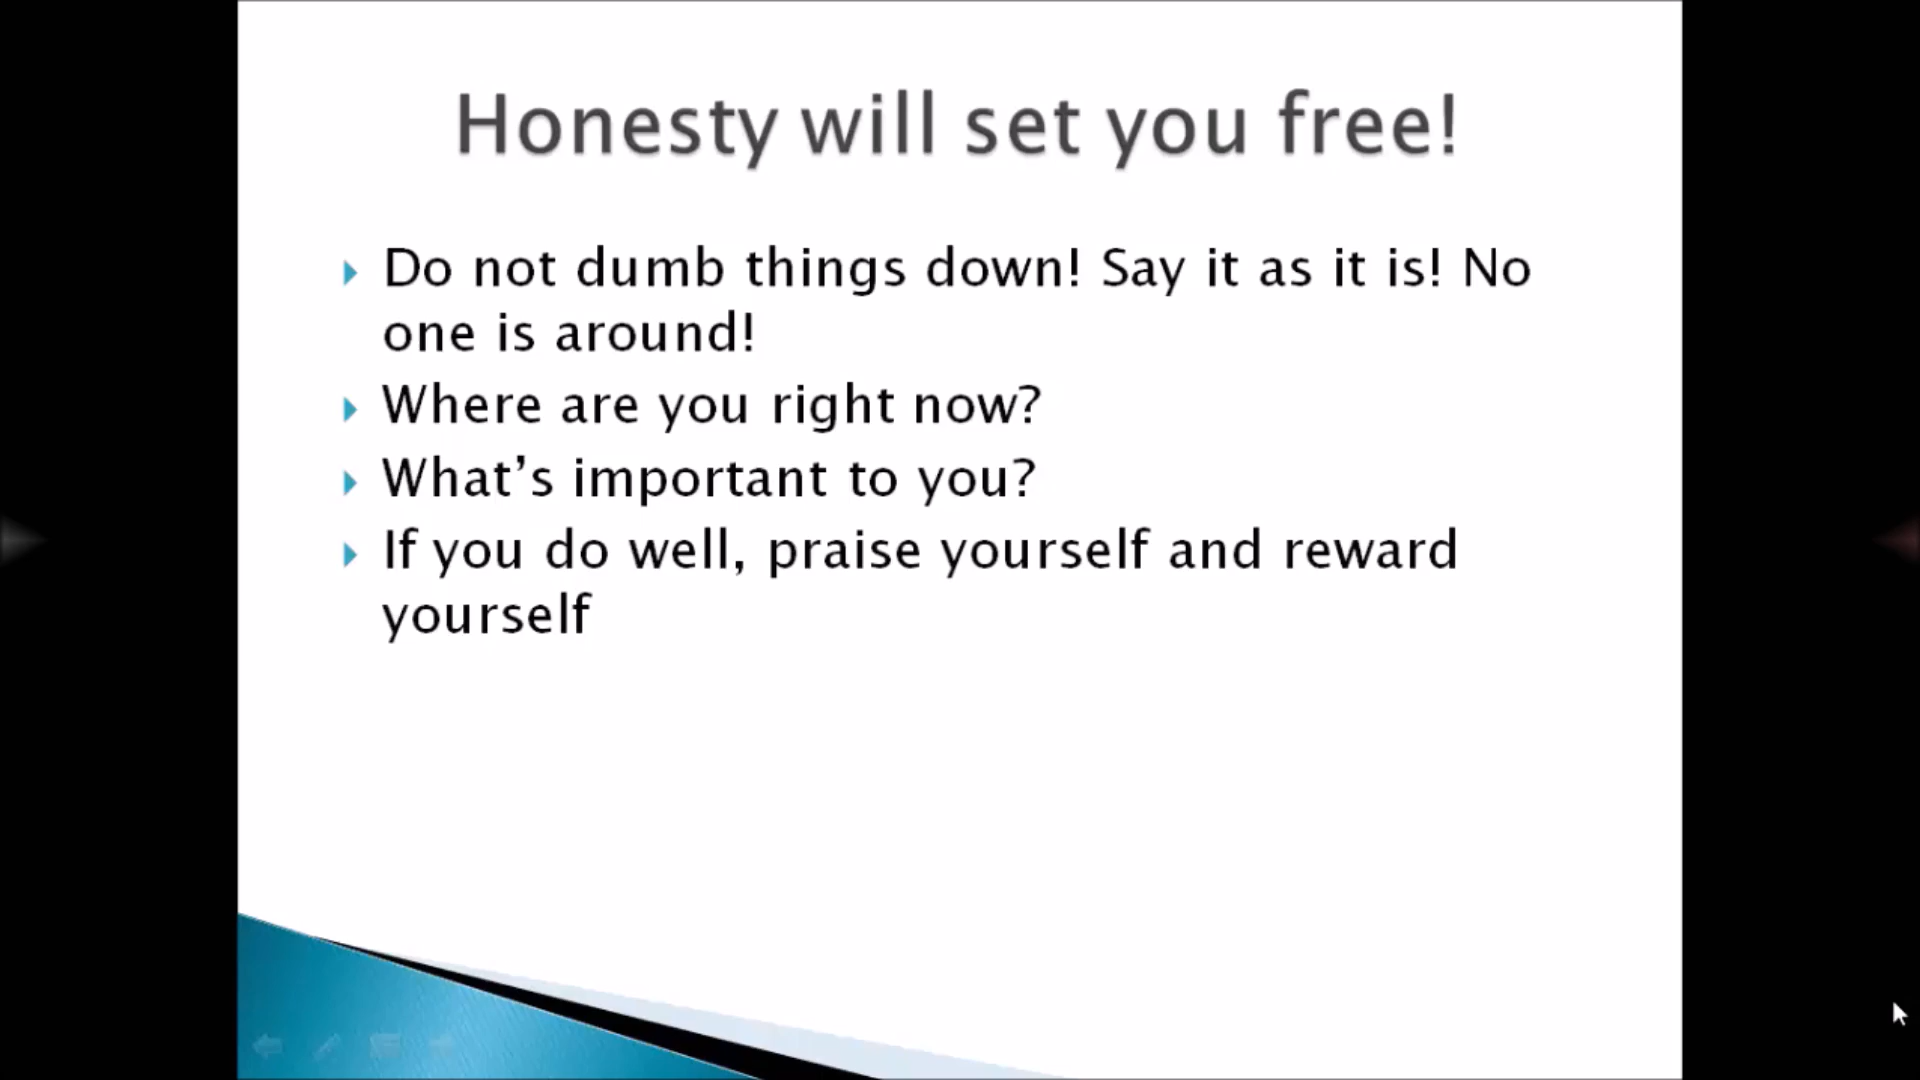 Honesty will set you free!
Do not dumb things down! Say it as it is! No
one is around!
Where are you right now?
What’s important to you?
If you do well, praise yourself and reward
yourself